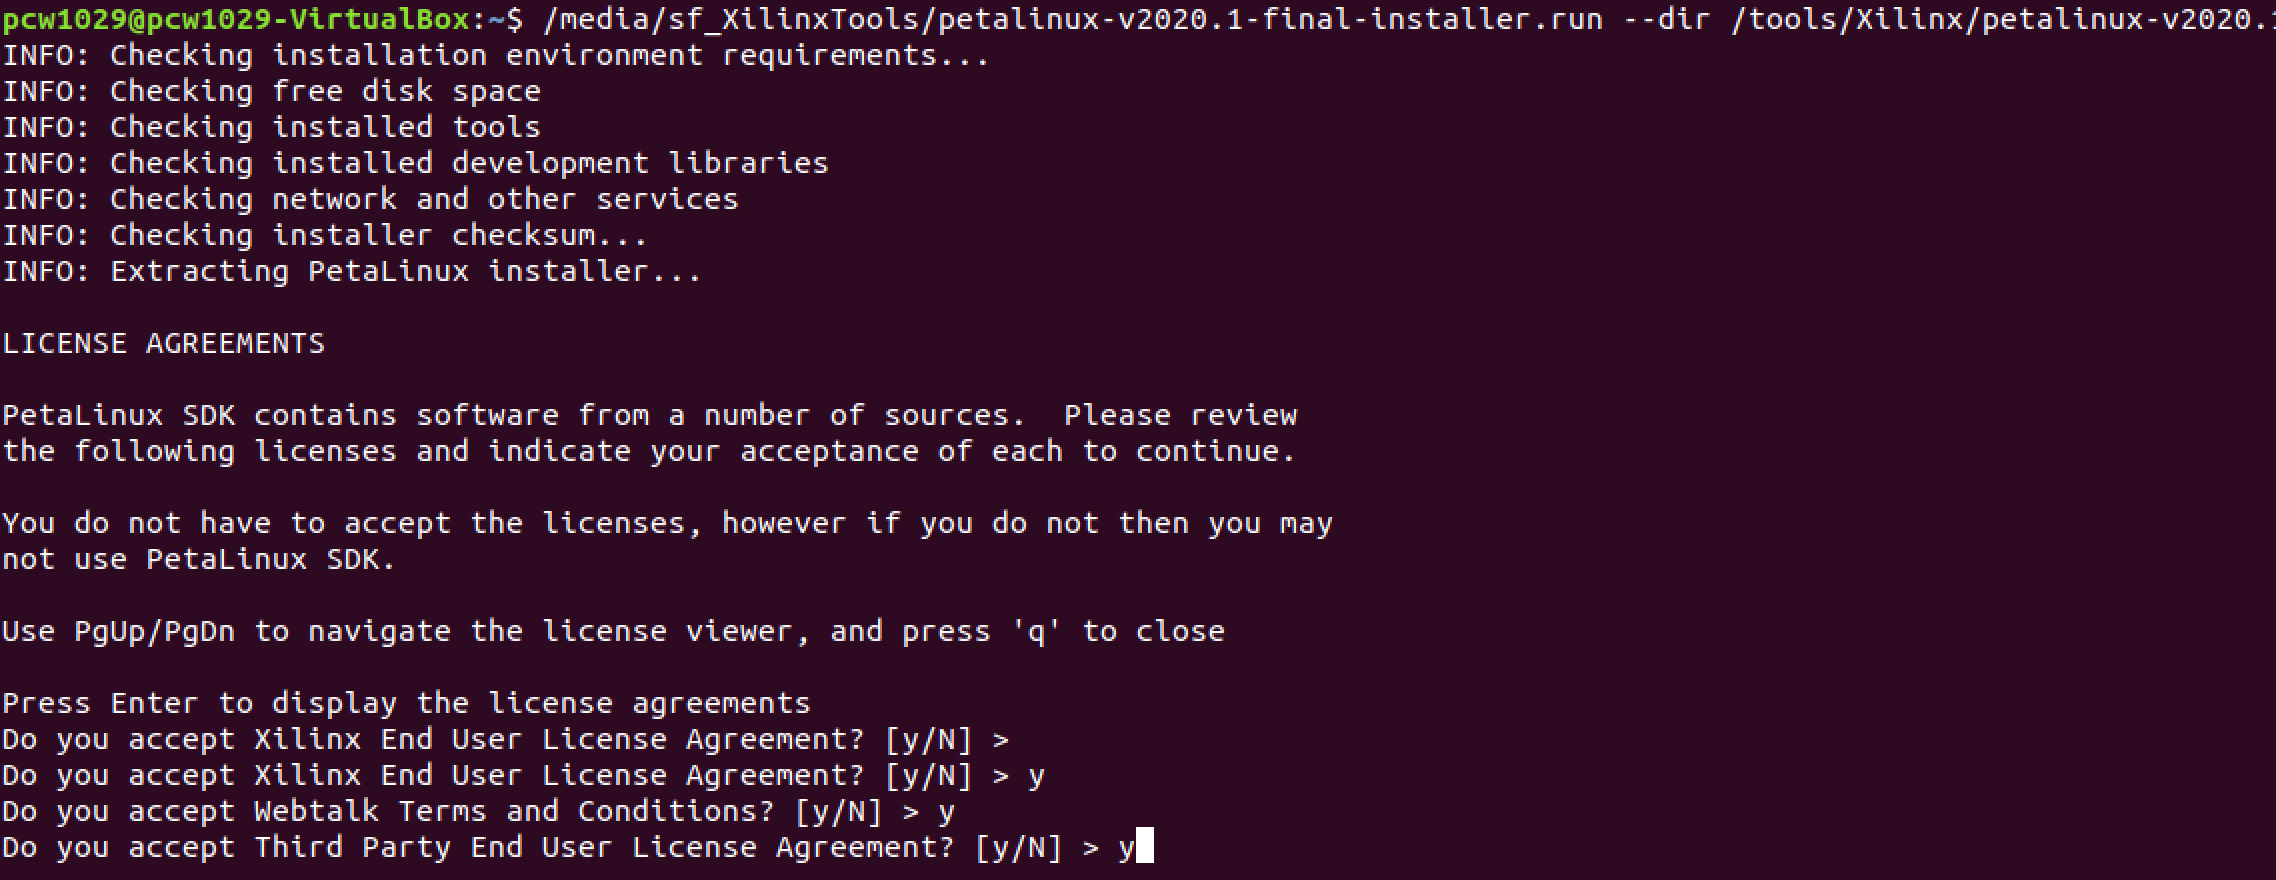 pcw1029@pcw1029-VirtualBox:~$ /media/sf_XilinxTools/petalinux-v2020.1-final-installer.run --dir /tools/Xilinx/petalinux-v2020.1
INFO: Checking installation environment requirements...
INFO: Checking free disk space
INFO: Checking installed tools
INFO: Checking installed development libraries
INFO: Checking network and other services
INFO: Checking installer checksum...
INFO: Extracting PetaLinux installer...
LICENSE AGREEMENTS
PetaLinux SDK contains software from a number of sources.  Please review
the following licenses and indicate your acceptance of each to continue.
You do not have to accept the licenses, however if you do not then you may
not use PetaLinux SDK.
Use PgUp/PgDn to navigate the license viewer, and press 'q' to close
Press Enter to display the license agreements
Do you accept Xilinx End User License Agreement? [y/N] >
Do you accept Xilinx End User License Agreement? [y/N] > y
Do you accept Webtalk Terms and Conditions? [y/N] > y
Do you accept Third Party End User License Agreement? [y/N] > y